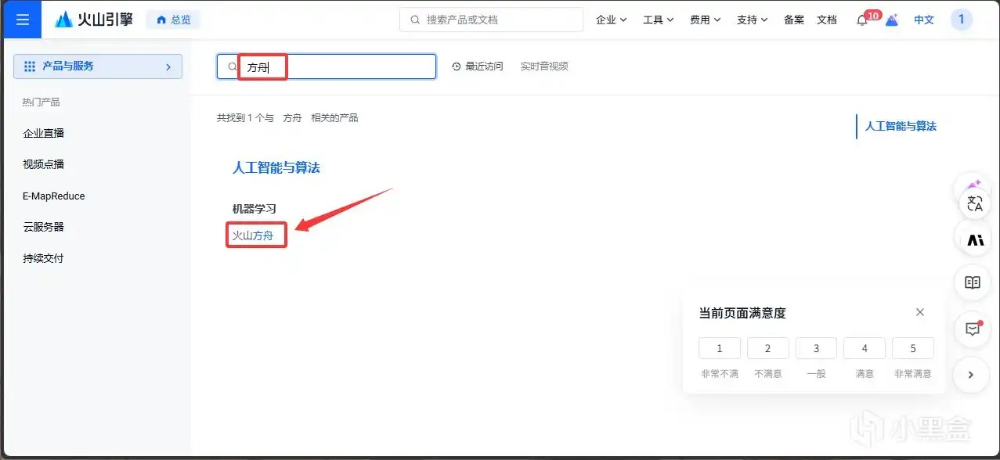 火山引擎 总览 搜索产品或文档 企业 工具 费用 支持 备案 文档 10 中文 1
产品与服务 方舟 最近访问 实时音视频
热门产品
共找到 1 个与 方舟 相关的产品
人工智能与算法
企业直播
视频点播
人工智能与算法
E-MapReduce
机器学习
云服务器
火山方舟
持续交付
文A
Ai
当前页面满意度
1 2 3 4 5
非常不满 不满意 一般 满意 非常满意
小黑盒